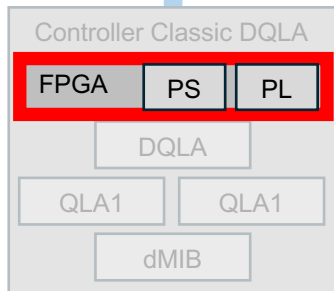 Controller Classic DQLA
FPGA PS PL
DQLA
QLA1 QLA1
dMIB